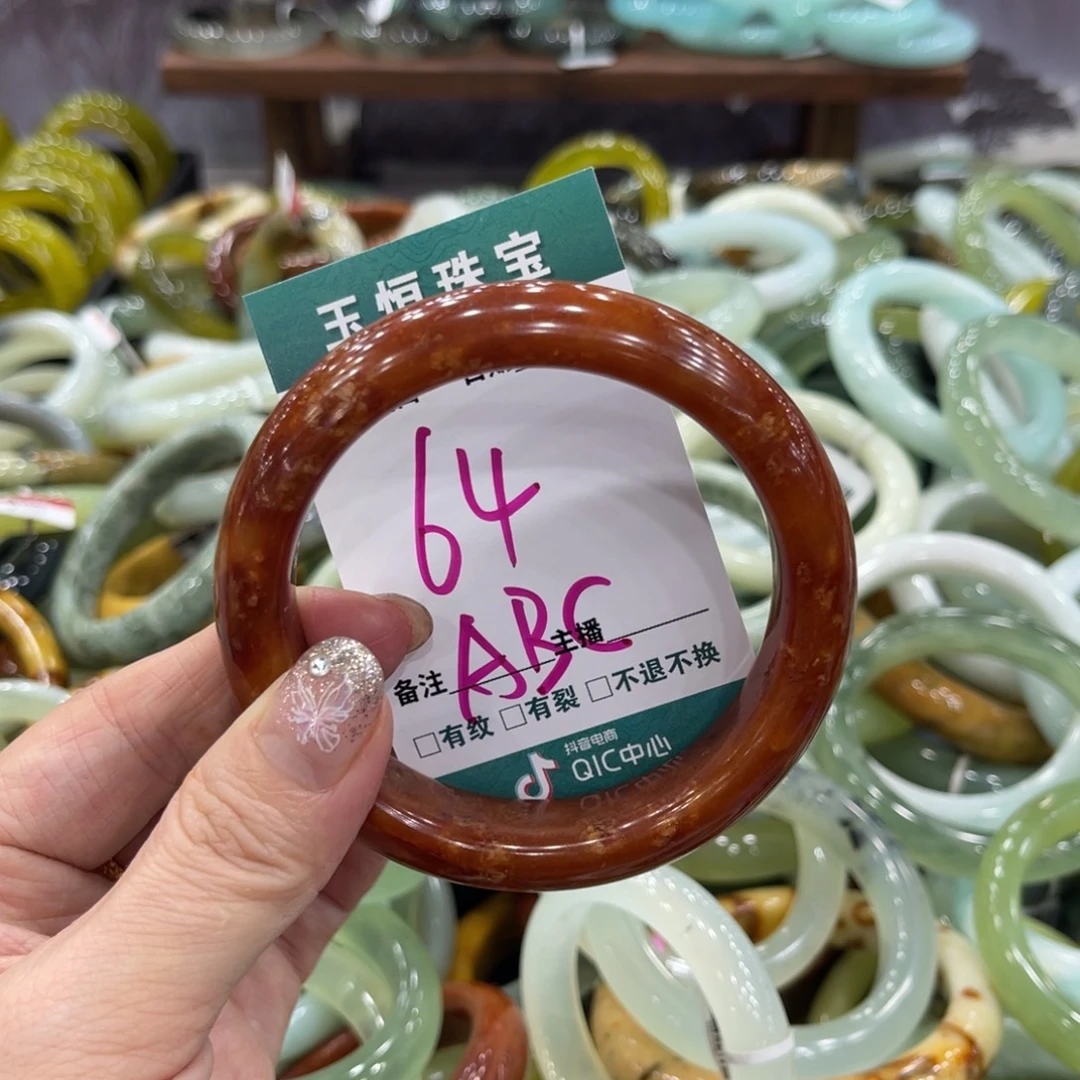 玉恒珠宝
64
ABC
备注 主播
□有纹 □有裂 □不退不换
抖音电商
QIC中心